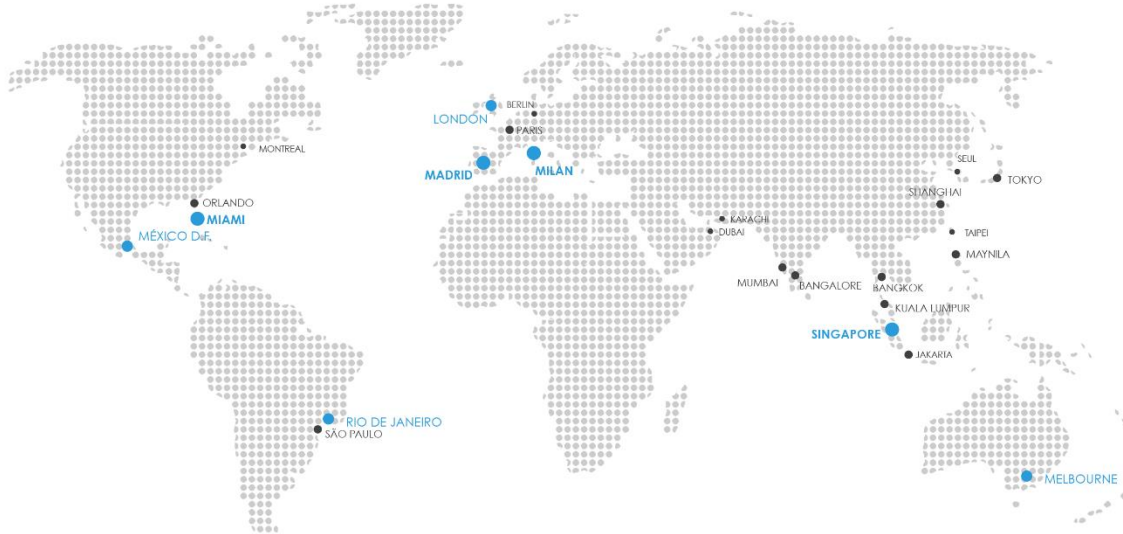 BERLIN
LONDON
PARIS
MONTREAL
MILAN
MADRID
SEUL
TOKYO
SHANGHAI
ORLANDO
MIAMI
KARACHI
DUBAI
TAIPEI
MÉXICO D.F.
MAYNILA
MUMBAI
BANGALORE
BANGKOK
KUALA LUMPUR
SINGAPORE
JAKARTA
RIO DE JANEIRO
SÃO PAULO
MELBOURNE